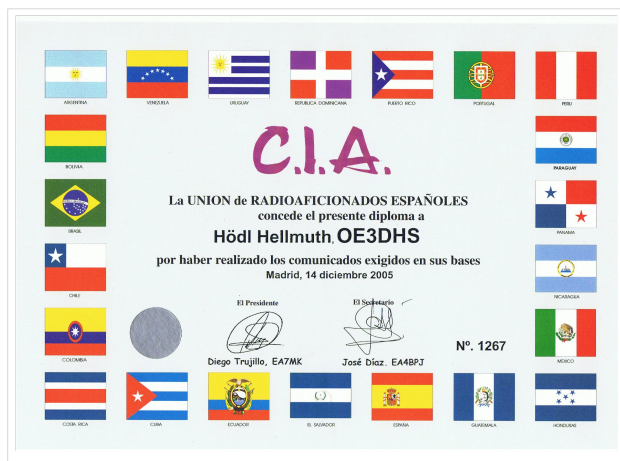 ARGENTINA
VENEZUELA
URUGUAY
REPUBLICA DOMINICANA
PUERTO RICO
PORTUGAL
PERU
BOLIVIA
PARAGUAY
C.I.A.
La UNION de RADIOAFICIONADOS ESPAÑOLES
concede el presente diploma a
BRASIL
PANAMA
Hödl Hellmuth, OE3DHS
por haber realizado los comunicados exigidos en sus bases
Madrid, 14 diciembre 2005
CHILE
NICARAGUA
El Presidente
El Secretario
COLOMBIA
Diego Trujillo, EA7MK
José Díaz. EA4BPJ
Nº. 1267
MEXICO
COSTA RICA
CUBA
ECUADOR
EL SALVADOR
ESPAÑA
GUATEMALA
HONDURAS